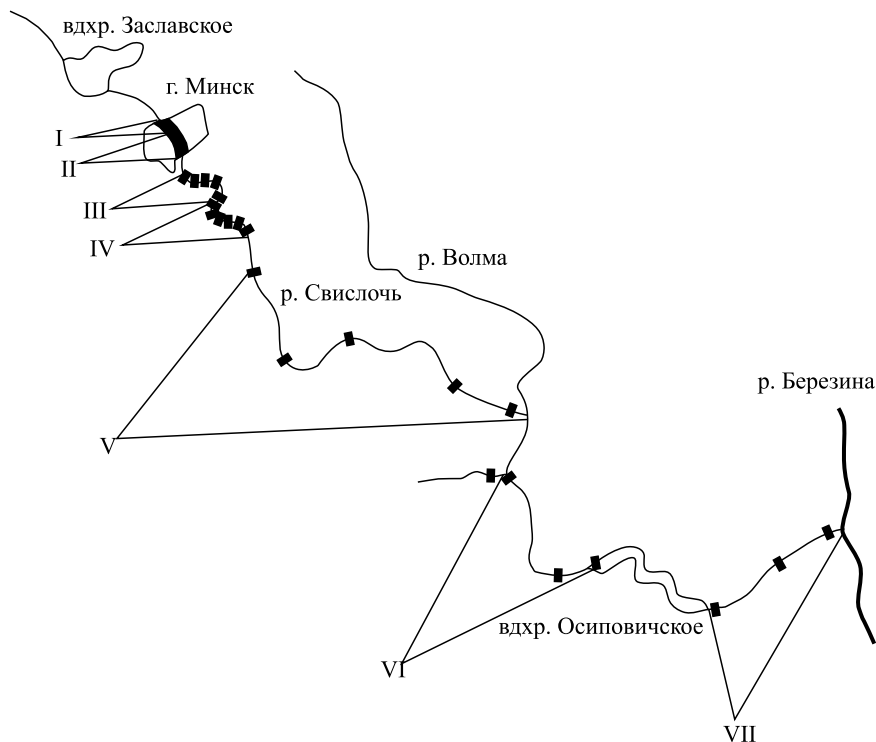 вдхр. Заславское
г. Минск
I
II
III
IV
р. Волма
р. Свислочь
р. Березина
V
вдхр. Осиповичское
VI
VII